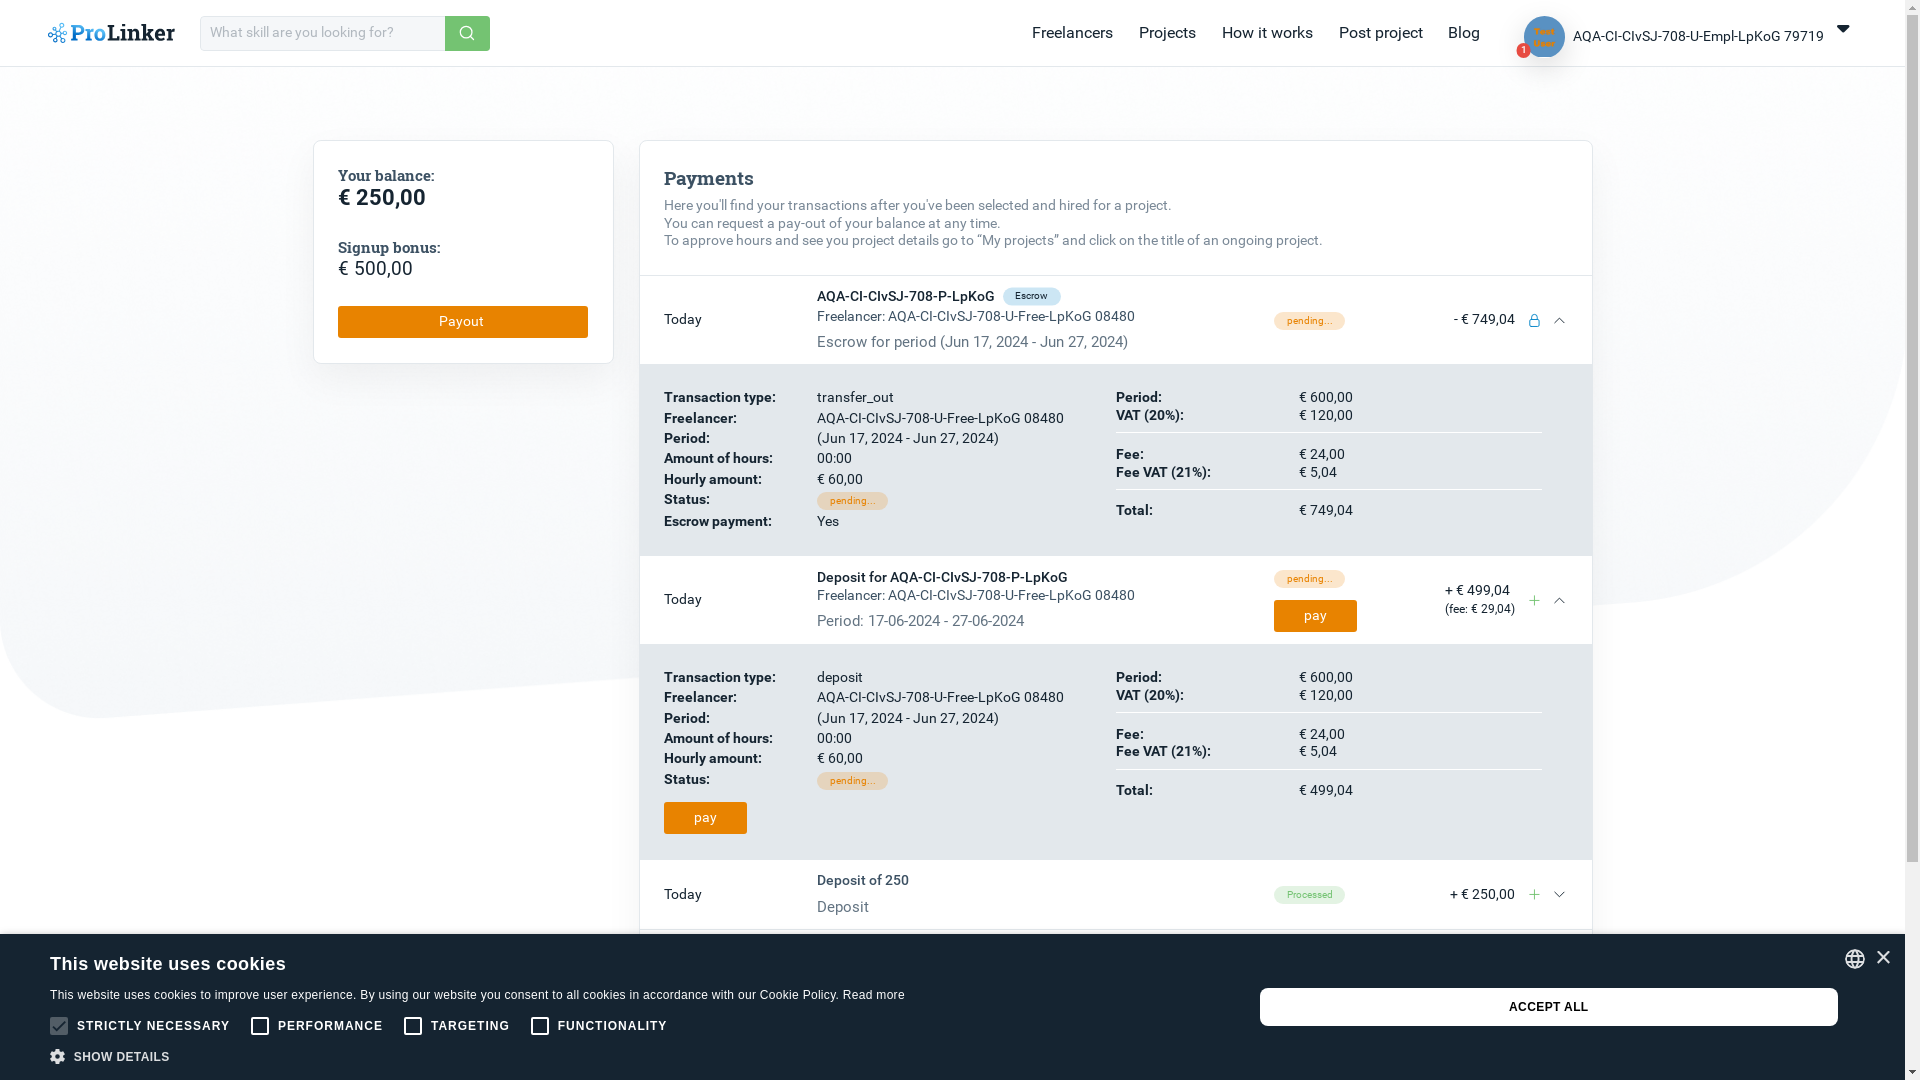 ProLinker
What skill are you looking for?
Freelancers
Projects
How it works
Post project
Blog
Test
User
1
AQA-CI-CIvSJ-708-U-Empl-LpKoG 79719
Your balance:
€ 250,00
Signup bonus:
€ 500,00
Payout
Payments
Here you'll find your transactions after you've been selected and hired for a project.
You can request a pay-out of your balance at any time.
To approve hours and see you project details go to “My projects” and click on the title of an ongoing project.
Today
AQA-CI-CIvSJ-708-P-LpKoG Escrow
Freelancer: AQA-CI-CIvSJ-708-U-Free-LpKoG 08480
Escrow for period (Jun 17, 2024 - Jun 27, 2024)
pending...
- € 749,04
Transaction type: transfer_out
Freelancer: AQA-CI-CIvSJ-708-U-Free-LpKoG 08480
Period: (Jun 17, 2024 - Jun 27, 2024)
Amount of hours: 00:00
Hourly amount: € 60,00
Status: pending...
Escrow payment: Yes
Period: € 600,00
VAT (20%): € 120,00
Fee: € 24,00
Fee VAT (21%): € 5,04
Total: € 749,04
Today
Deposit for AQA-CI-CIvSJ-708-P-LpKoG
Freelancer: AQA-CI-CIvSJ-708-U-Free-LpKoG 08480
Period: 17-06-2024 - 27-06-2024
pending...
pay
+ € 499,04
(fee: € 29,04)
Transaction type: deposit
Freelancer: AQA-CI-CIvSJ-708-U-Free-LpKoG 08480
Period: (Jun 17, 2024 - Jun 27, 2024)
Amount of hours: 00:00
Hourly amount: € 60,00
Status: pending...
pay
Period: € 600,00
VAT (20%): € 120,00
Fee: € 24,00
Fee VAT (21%): € 5,04
Total: € 499,04
Today
Deposit of 250
Deposit
Processed
+ € 250,00
This website uses cookies
This website uses cookies to improve user experience. By using our website you consent to all cookies in accordance with our Cookie Policy. Read more
STRICTLY NECESSARY
PERFORMANCE
TARGETING
FUNCTIONALITY
SHOW DETAILS
ACCEPT ALL